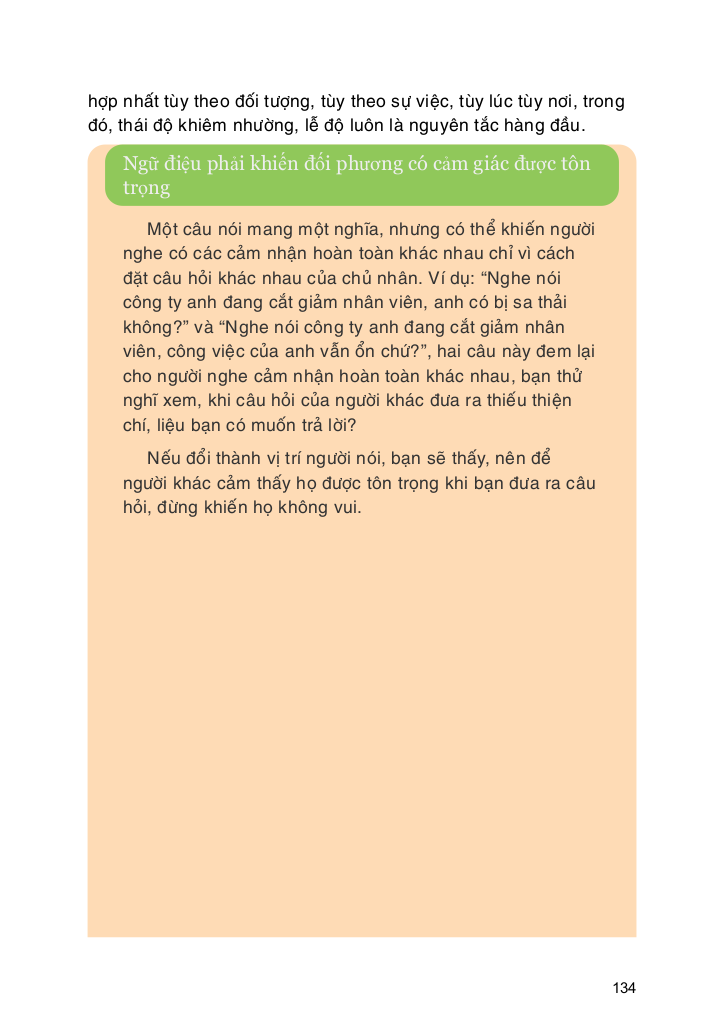 hợp nhất tùy theo đối tượng, tùy theo sự việc, tùy lúc tùy nơi, trong
đó, thái độ khiêm nhường, lễ độ luôn là nguyên tắc hàng đầu.
Ngữ điệu phải khiến đối phương có cảm giác được tôn
trọng
Một câu nói mang một nghĩa, nhưng có thể khiến người
nghe có các cảm nhận hoàn toàn khác nhau chỉ vì cách
đặt câu hỏi khác nhau của chủ nhân. Ví dụ: “Nghe nói
công ty anh đang cắt giảm nhân viên, anh có bị sa thải
không?” và “Nghe nói công ty anh đang cắt giảm nhân
viên, công việc của anh vẫn ổn chứ?”, hai câu này đem lại
cho người nghe cảm nhận hoàn toàn khác nhau, bạn thử
nghĩ xem, khi câu hỏi của người khác đưa ra thiếu thiện
chí, liệu bạn có muốn trả lời?
Nếu đổi thành vị trí người nói, bạn sẽ thấy, nên để
người khác cảm thấy họ được tôn trọng khi bạn đưa ra câu
hỏi, đừng khiến họ không vui.
134